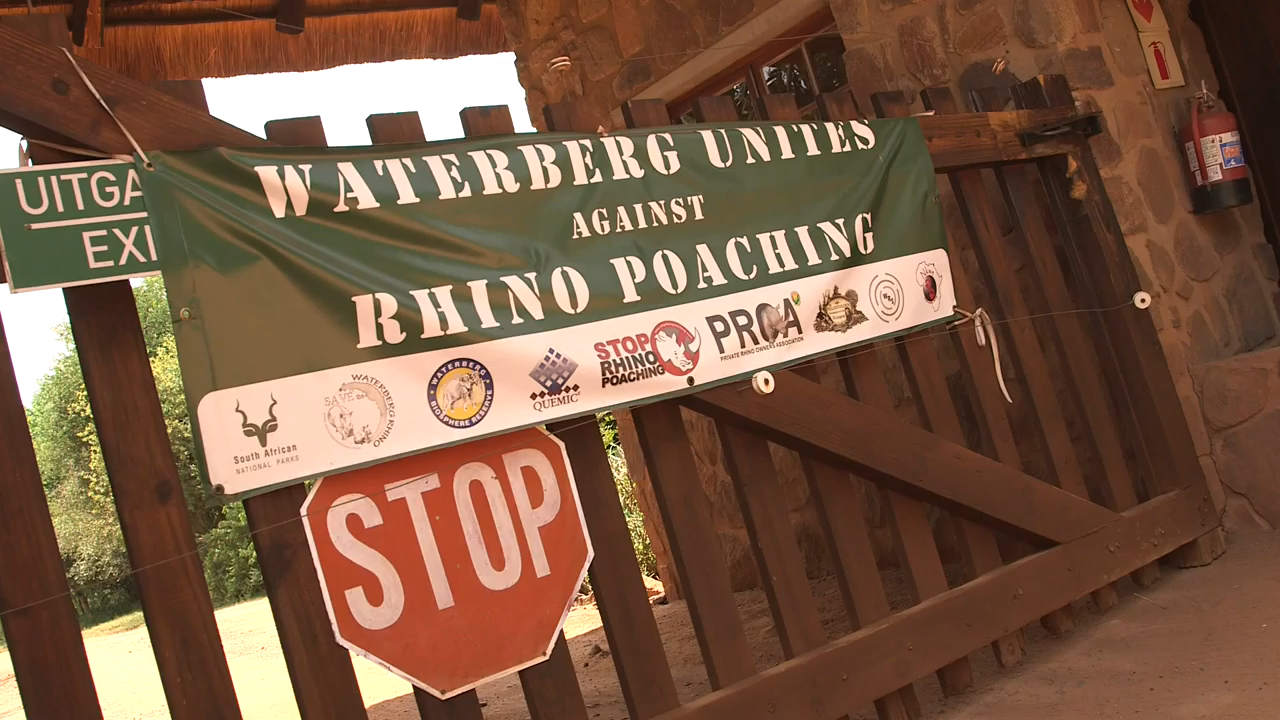 UITGA
EXI
WATERBERG UNITES
AGAINST
RHINO POACHING
South African
NATIONAL PARKS
SAVE the
WATERBERG RHINO
WATERBERG
BIOSPHERE RESERVE
QUEMIC
STOP
RHINO
POACHING
PROA
PRIVATE RHINO OWNERS ASSOCIATION
STOP